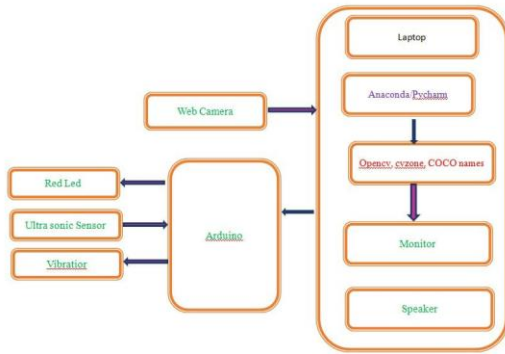 Laptop
Anaconda/Pycharm
Web Camera
Opencv, cvzone, COCO names
Red Led
Ultra sonic Sensor
Arduino
Monitor
Vibratior
Speaker